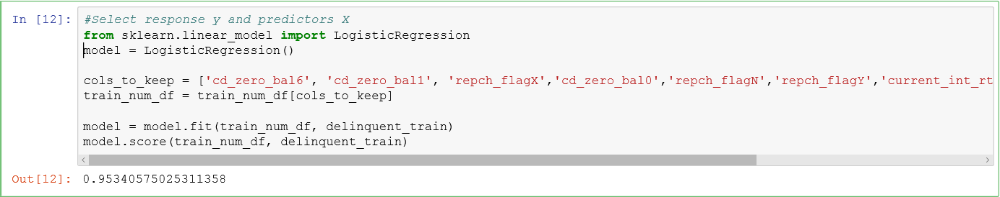 In [12]: #Select response y and predictors X
from sklearn.linear_model import LogisticRegression
model = LogisticRegression()
cols_to_keep = ['cd_zero_bal6', 'cd_zero_bal1', 'repch_flagX','cd_zero_bal0','repch_flagN','repch_flagY','current_int_rt
train_num_df = train_num_df[cols_to_keep]
model = model.fit(train_num_df, delinquent_train)
model.score(train_num_df, delinquent_train)
Out[12]: 0.95340575025311358